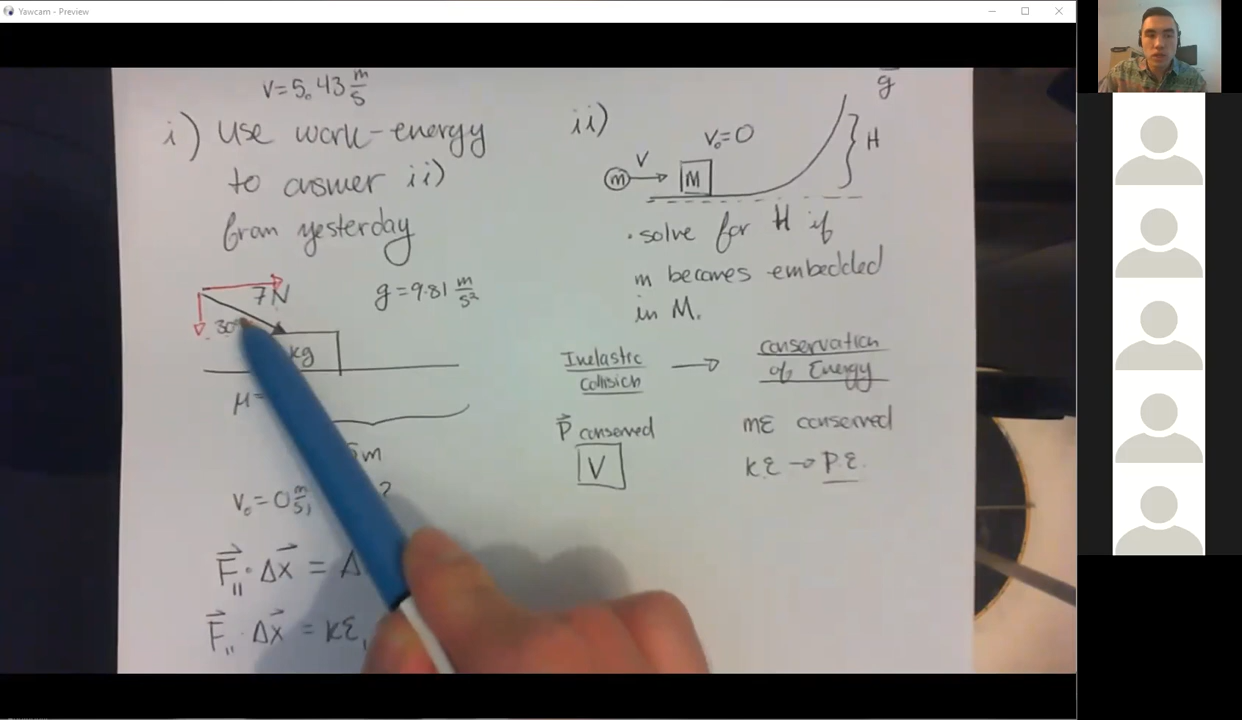 Yawcam - Preview
v=5.43 m/s
i) Use work-energy
to answer ii)
from yesterday
7N
g=9.81 m/s²
30°
kg
μ=
m
v₀=0 m/s, ?
F⃗∥·Δx⃗ = Δ
F⃗∥·Δx⃗ = KE
ii)
g
v₀=0
H
v
m
M
·solve for H if
m becomes embedded
in M.
Inelastic
collision
→
conservation
of Energy
P⃗ conserved
ME conserved
V
KE → P.E.